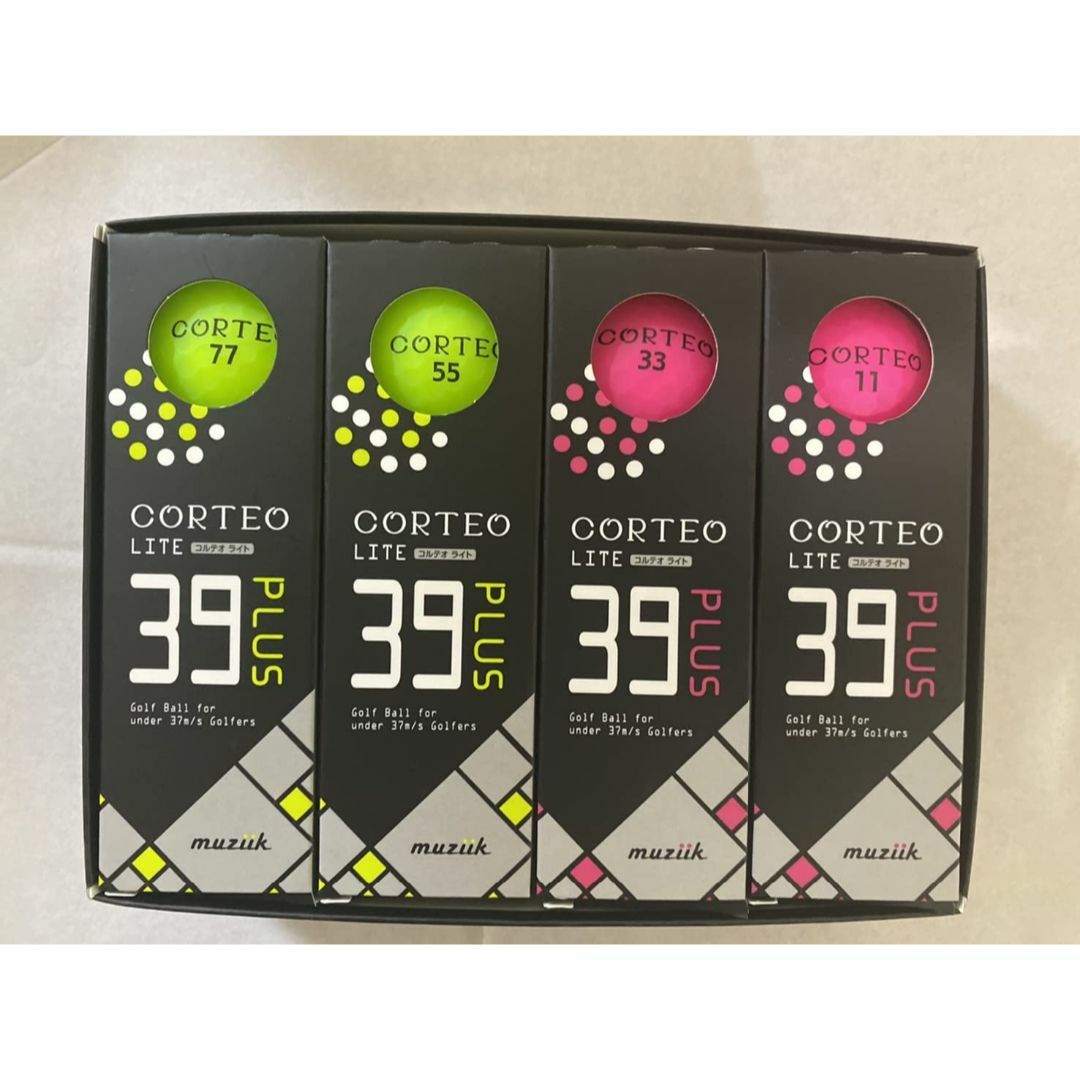 CORTE
77
CORTEO
LITE コルテオ ライト
39 PLUS
Golf Ball for
under 37m/s Golfers
muziik
CORTEO
55
CORTEO
LITE コルテオ ライト
39 PLUS
Golf Ball for
under 37m/s Golfers
muziik
CORTEO
33
CORTEO
LITE コルテオ ライト
39 PLUS
Golf Ball for
under 37m/s Golfers
muziik
CORTEO
11
CORTEO
LITE コルテオ ライト
39 PLUS
Golf Ball for
under 37m/s Golfers
muziik